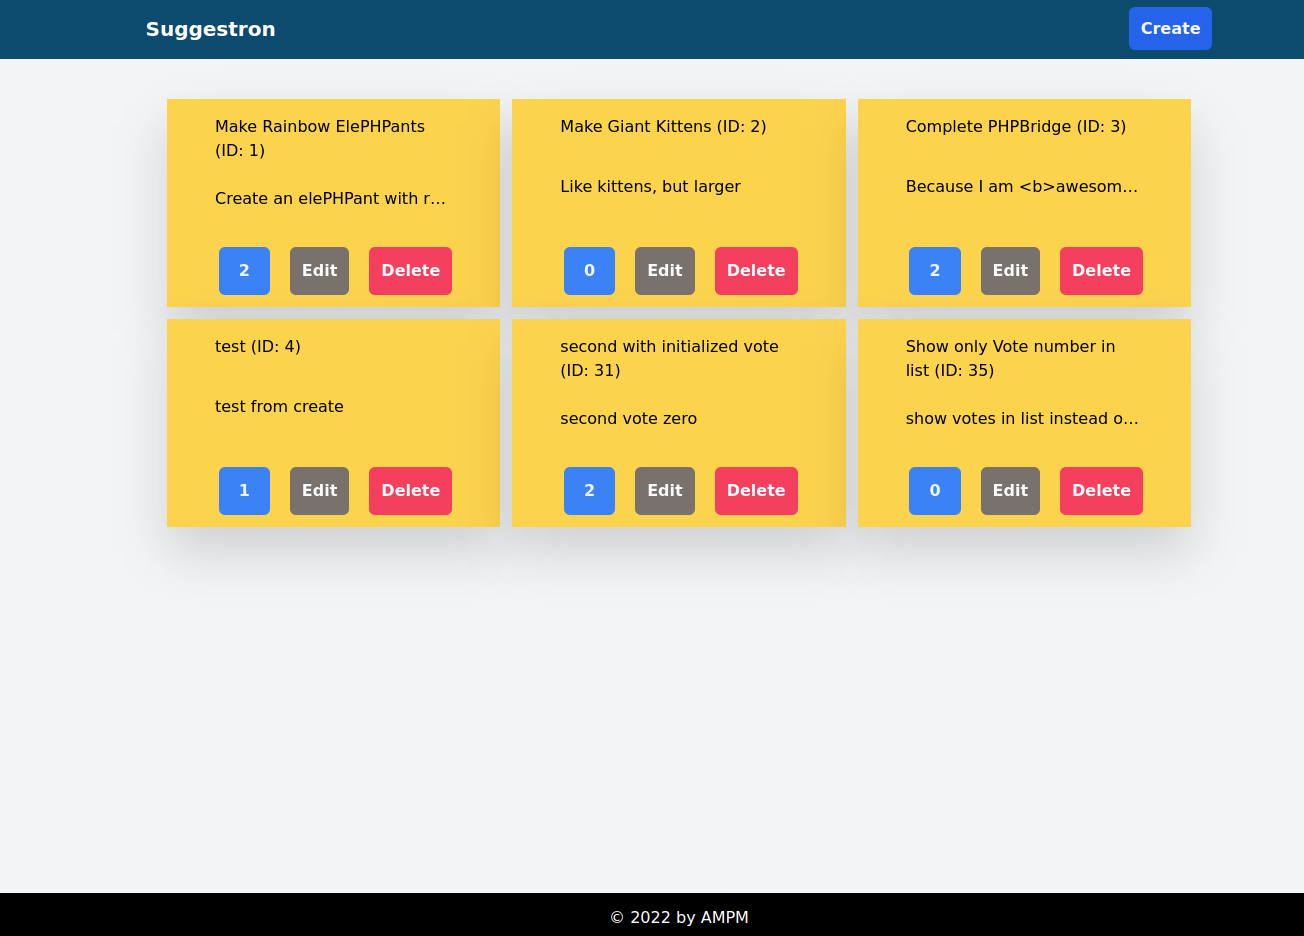 Suggestron
Create
Make Rainbow ElePHPants
(ID: 1)
Create an elePHPant with r…
2
Edit
Delete
Make Giant Kittens (ID: 2)
Like kittens, but larger
0
Edit
Delete
Complete PHPBridge (ID: 3)
Because I am <b>awesom…
2
Edit
Delete
test (ID: 4)
test from create
1
Edit
Delete
second with initialized vote
(ID: 31)
second vote zero
2
Edit
Delete
Show only Vote number in
list (ID: 35)
show votes in list instead o…
0
Edit
Delete
© 2022 by AMPM